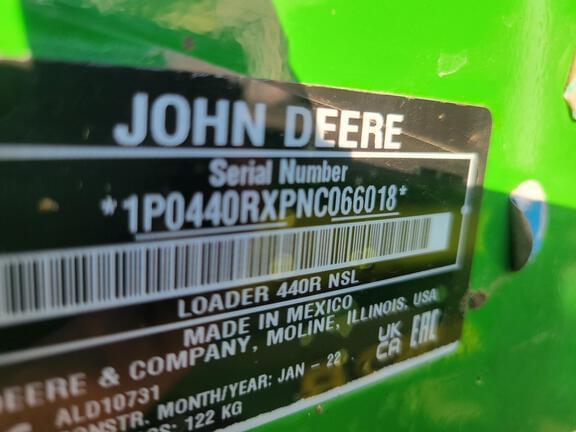 JOHN DEERE
Serial Number
*1P0440RXPNC066018*
LOADER 440R NSL
MADE IN MEXICO
DEERE & COMPANY, MOLINE, ILLINOIS, USA
ALD10731
UK
CA
EAC
CONSTR. MONTH/YEAR: JAN - 22
122 KG